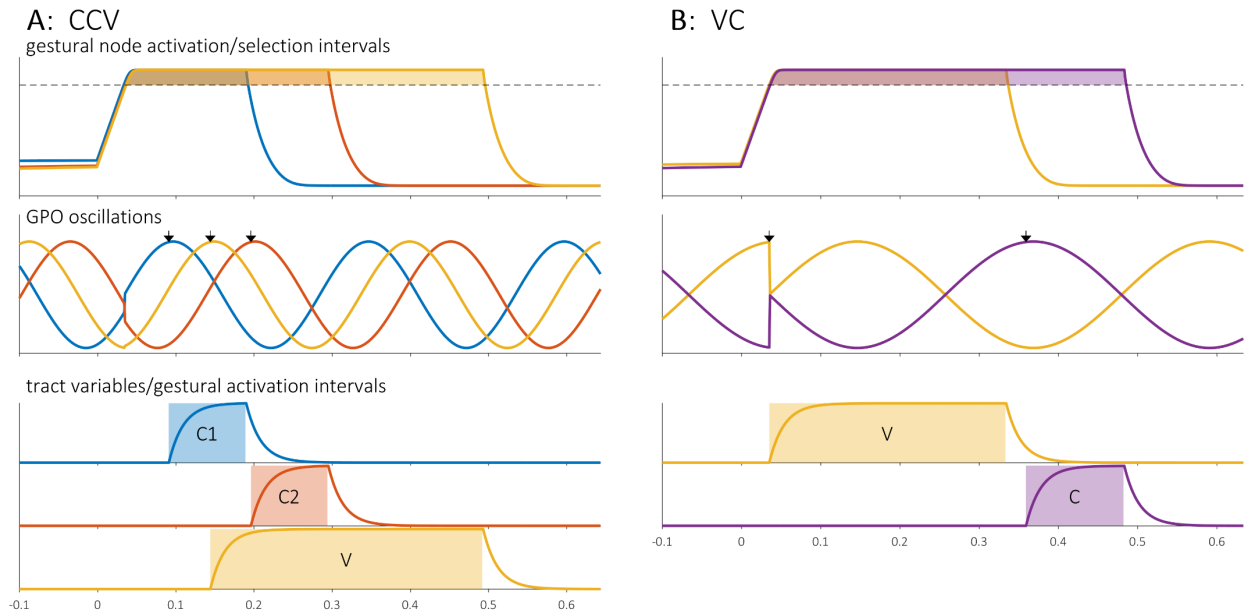 A: CCV
gestural node activation/selection intervals
GPO oscillations
tract variables/gestural activation intervals
C1
C2
V
-0.1 0 0.1 0.2 0.3 0.4 0.5 0.6
B: VC
V
C
-0.1 0 0.1 0.2 0.3 0.4 0.5 0.6